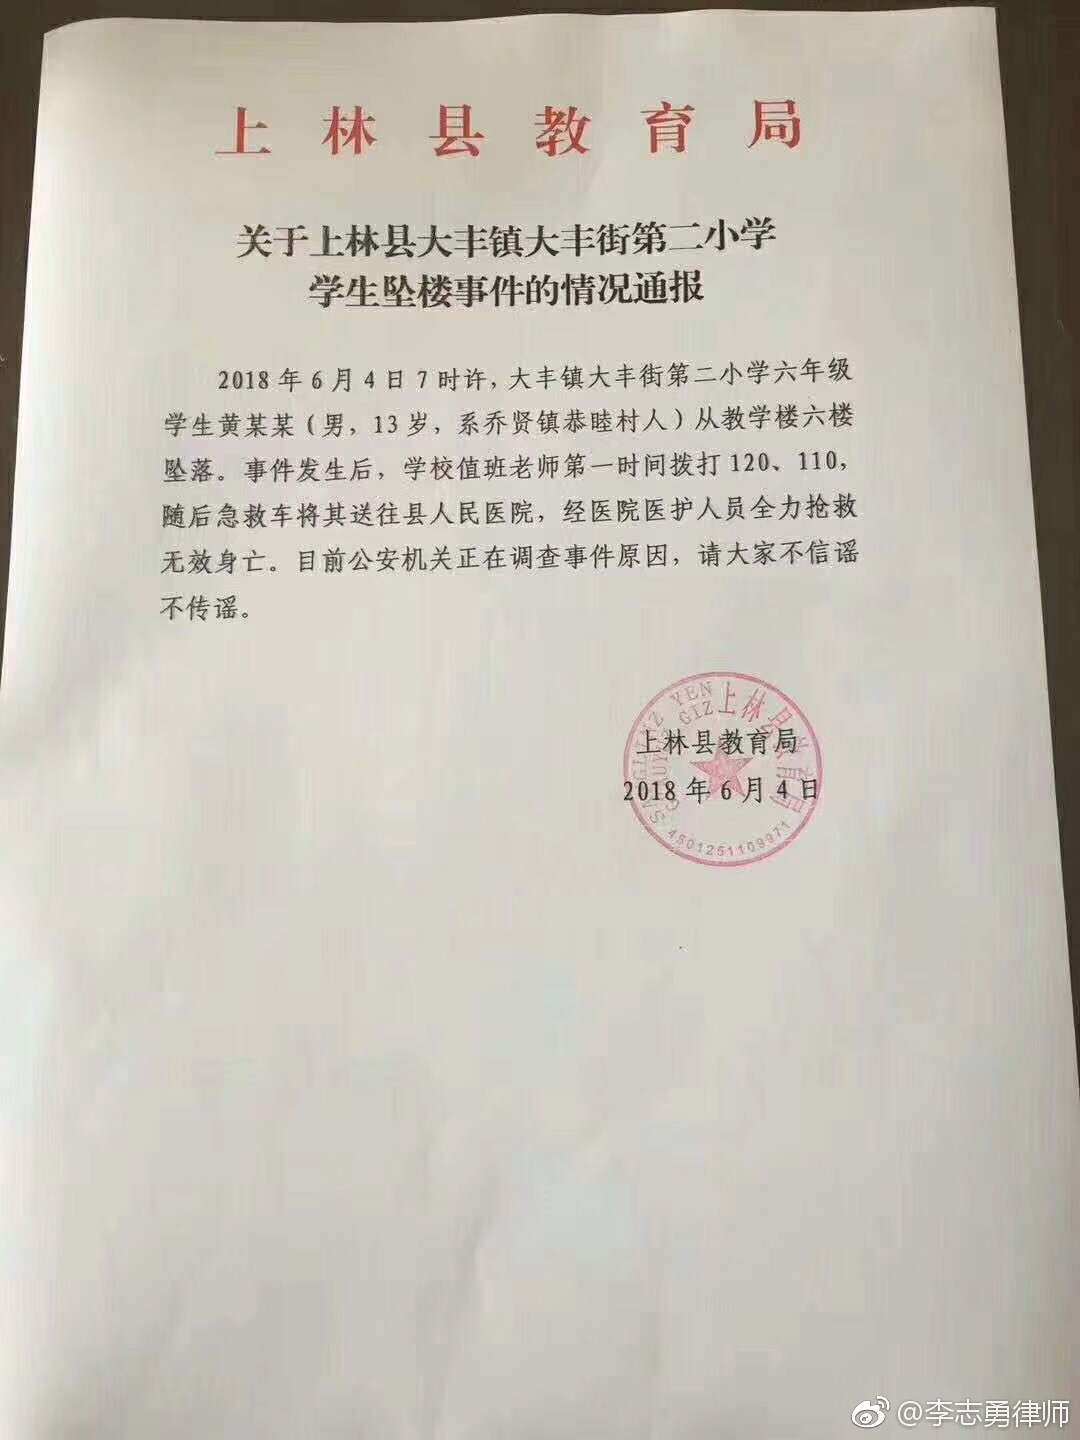 上林县教育局
关于上林县大丰镇大丰街第二小学
学生坠楼事件的情况通报
2018年6月4日7时许，大丰镇大丰街第二小学六年级
学生黄某某（男，13岁，系乔贤镇恭睦村人）从教学楼六楼
坠落。事件发生后，学校值班老师第一时间拨打120、110，
随后急救车将其送往县人民医院，经医院医护人员全力抢救
无效身亡。目前公安机关正在调查事件原因，请大家不信谣
不传谣。
上林县教育局
上林县教育局
2018年6月4日
4501251109971
@李志勇律师